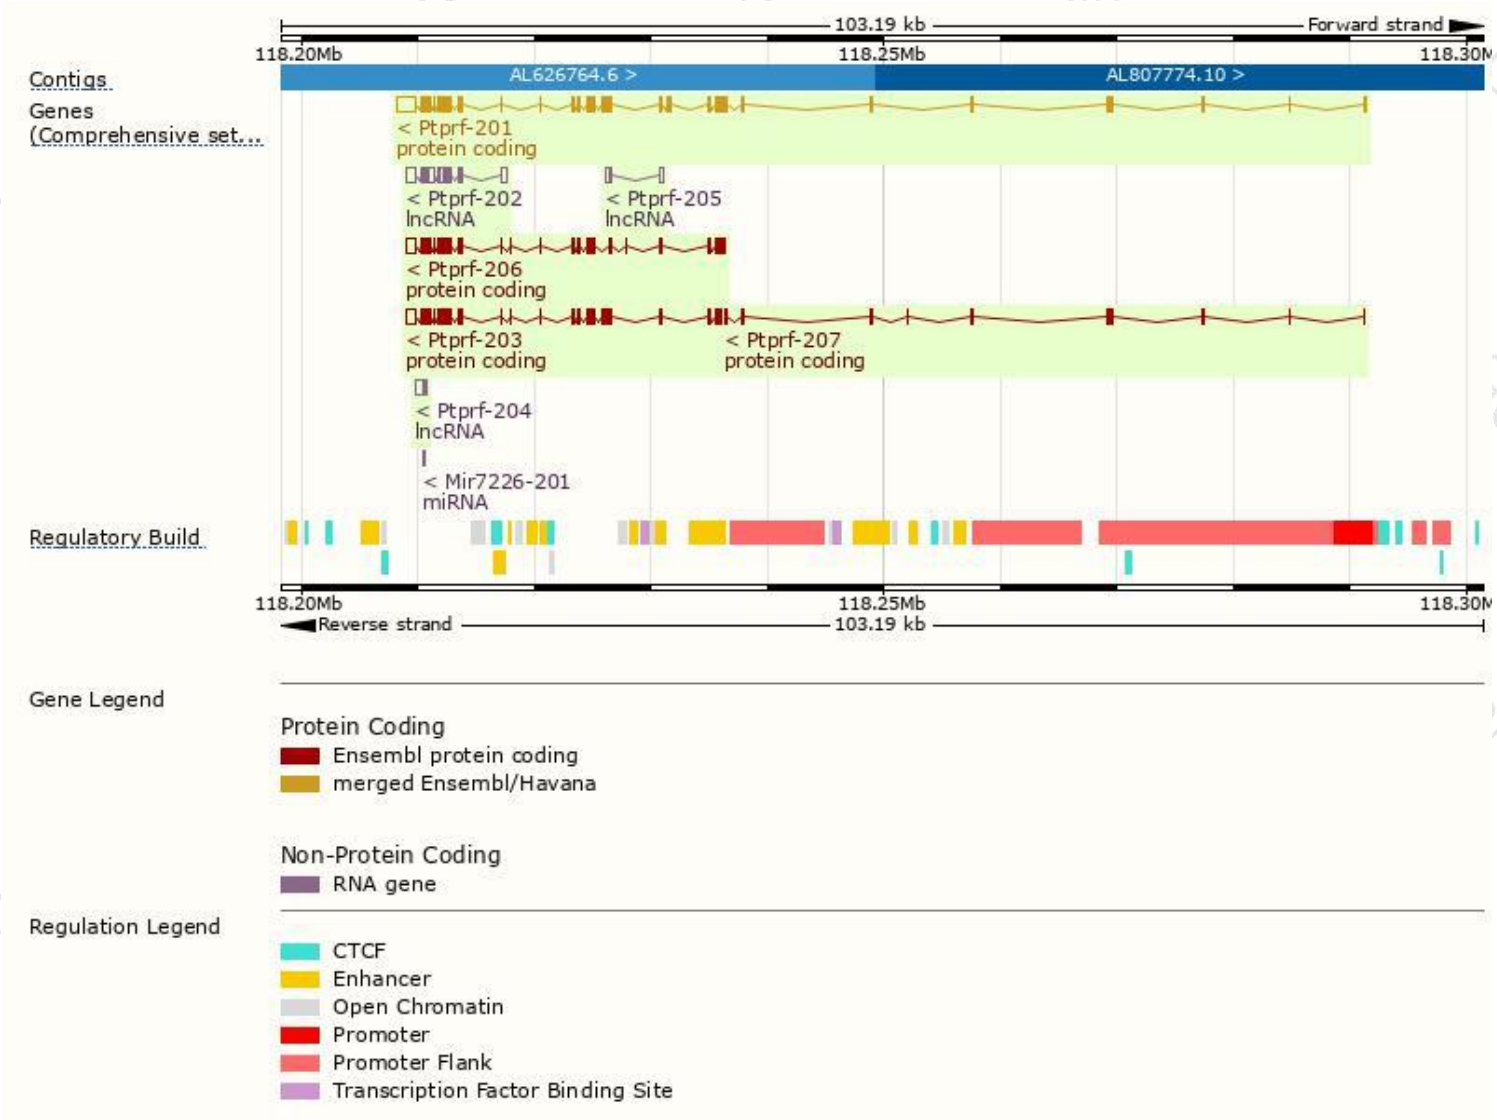 103.19 kb Forward strand
118.20Mb 118.25Mb 118.30M
Contigs AL626764.6 > AL807774.10 >
Genes
(Comprehensive set...
< Ptprf-201
protein coding
< Ptprf-202 < Ptprf-205
lncRNA lncRNA
< Ptprf-206
protein coding
< Ptprf-203 < Ptprf-207
protein coding protein coding
< Ptprf-204
lncRNA
< Mir7226-201
miRNA
Regulatory Build
118.20Mb 118.25Mb 118.30M
Reverse strand 103.19 kb
Gene Legend
Protein Coding
Ensembl protein coding
merged Ensembl/Havana
Non-Protein Coding
RNA gene
Regulation Legend
CTCF
Enhancer
Open Chromatin
Promoter
Promoter Flank
Transcription Factor Binding Site